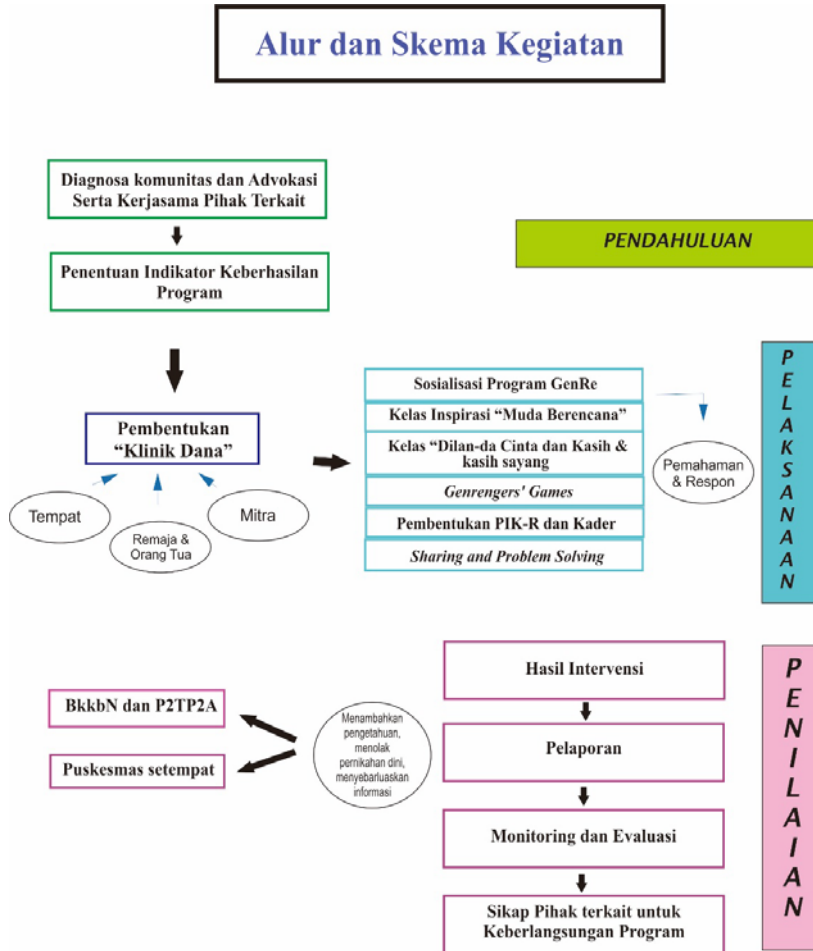 Alur dan Skema Kegiatan
Diagnosa komunitas dan Advokasi
Serta Kerjasama Pihak Terkait
PENDAHULUAN
Penentuan Indikator Keberhasilan
Program
Pembentukan
“Klinik Dana”
Tempat
Remaja &
Orang Tua
Mitra
Sosialisasi Program GenRe
Kelas Inspirasi “Muda Berencana”
Kelas “Dilan-da Cinta dan Kasih &
kasih sayang
Genrengers' Games
Pembentukan PIK-R dan Kader
Sharing and Problem Solving
Pemahaman
& Respon
PELAKSANAAN
Hasil Intervensi
Pelaporan
Monitoring dan Evaluasi
Sikap Pihak terkait untuk
Keberlangsungan Program
BkkbN dan P2TP2A
Puskesmas setempat
Menambahkan
pengetahuan,
menolak
pernikahan dini,
menyebarluaskan
informasi
PENILAIAN